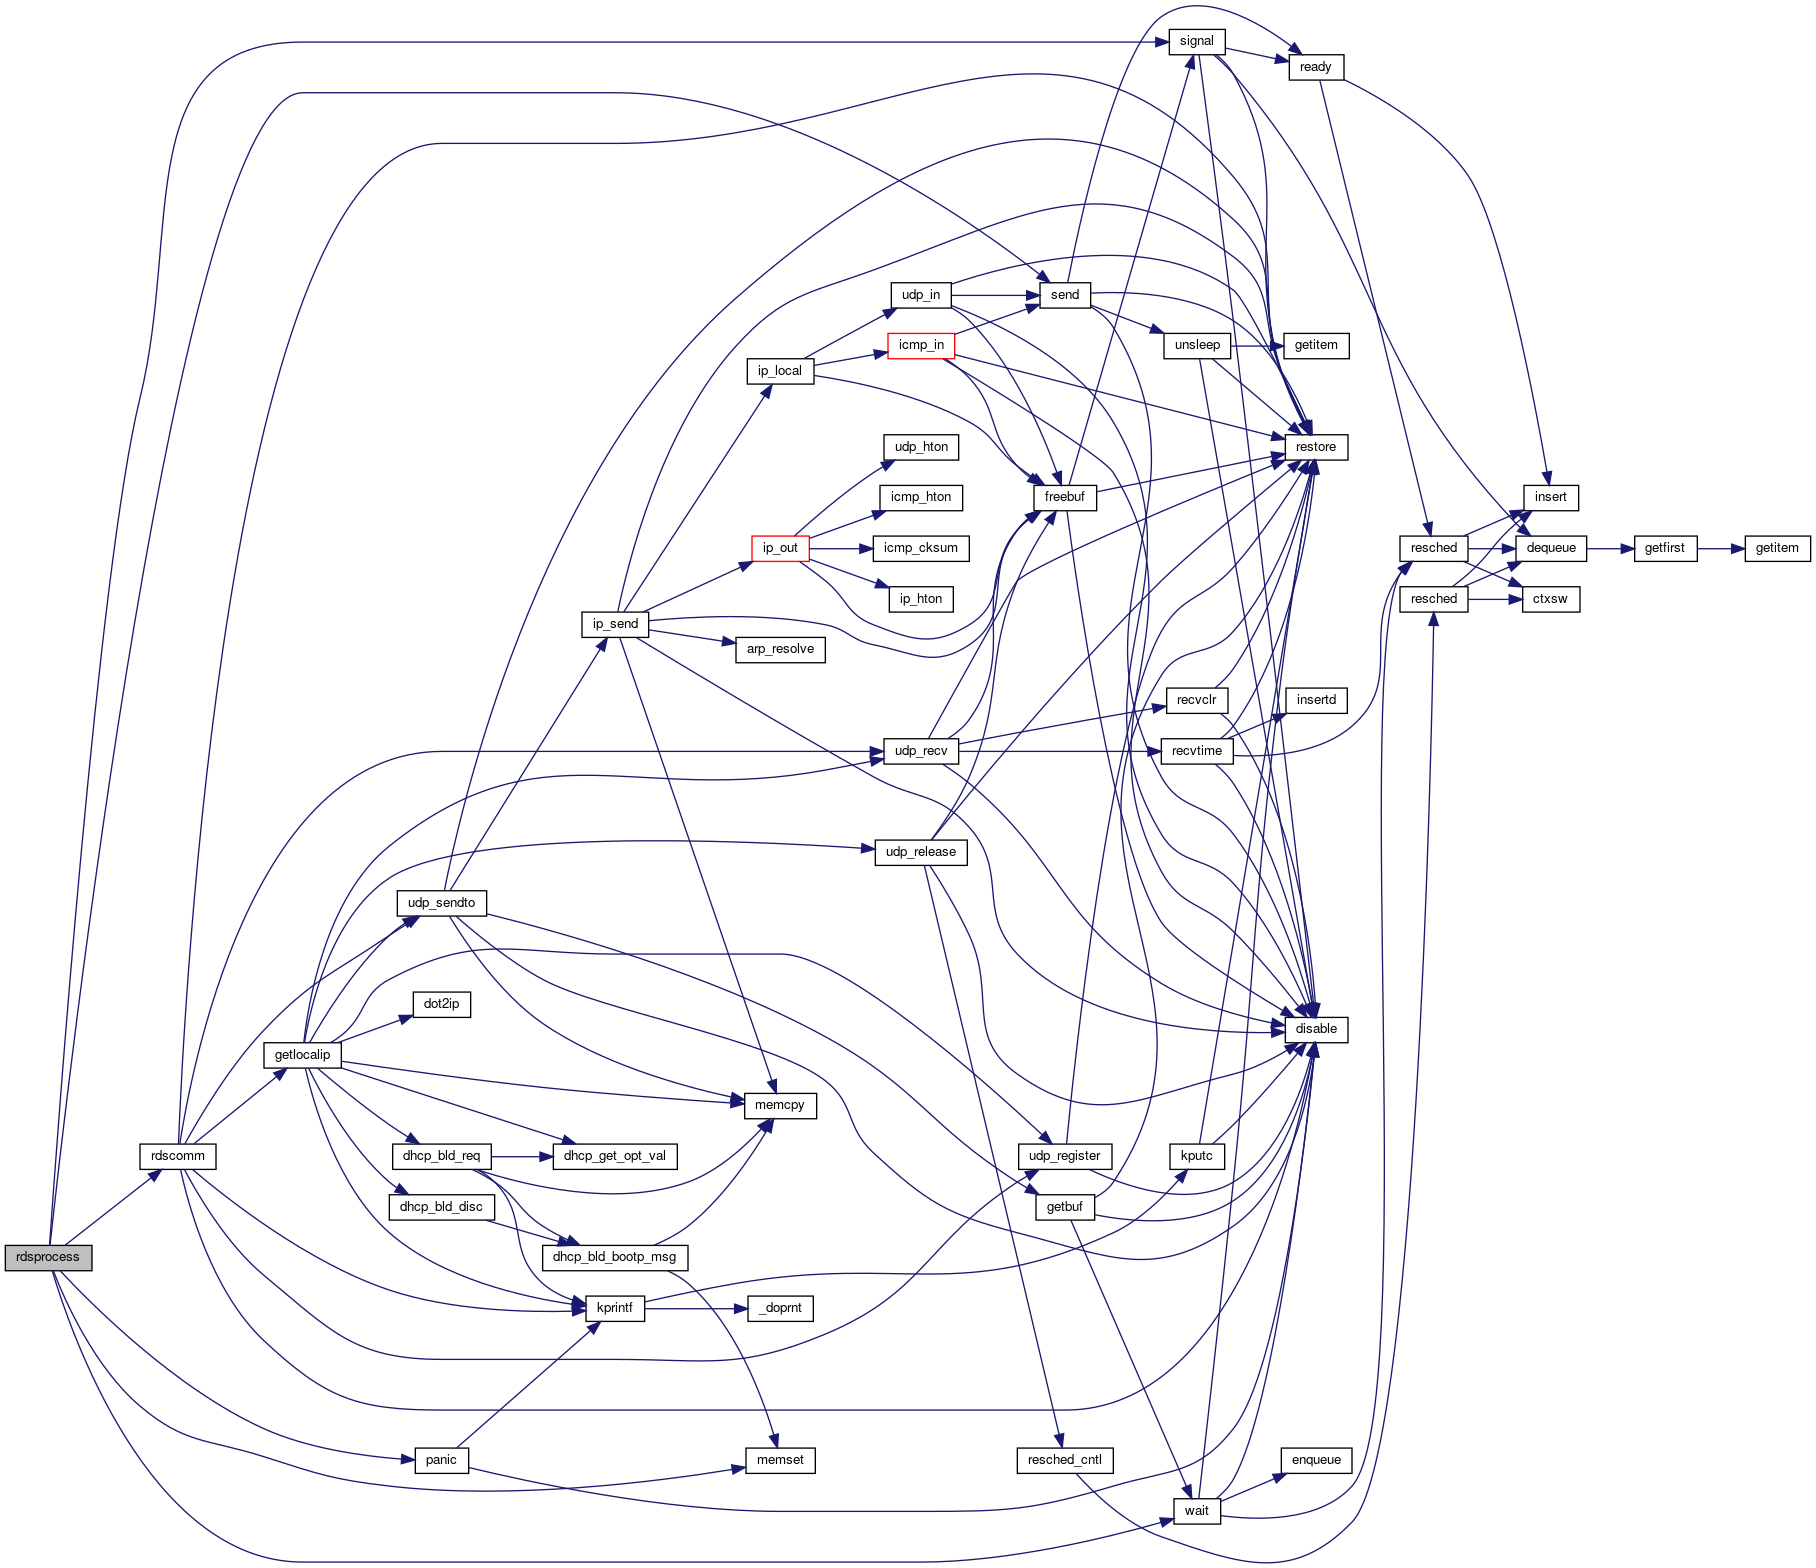 signal
ready
udp_in
send
icmp_in
unsleep
getitem
ip_local
udp_hton
restore
icmp_hton
freebuf
insert
ip_out
icmp_cksum
resched
dequeue
getfirst
getitem
ip_hton
resched
ctxsw
ip_send
arp_resolve
recvclr
insertd
udp_recv
recvtime
udp_release
udp_sendto
dot2ip
disable
getlocalip
memcpy
rdscomm
dhcp_bld_req
dhcp_get_opt_val
udp_register
kputc
dhcp_bld_disc
getbuf
rdsprocess
dhcp_bld_bootp_msg
kprintf
_doprnt
panic
memset
resched_cntl
enqueue
wait